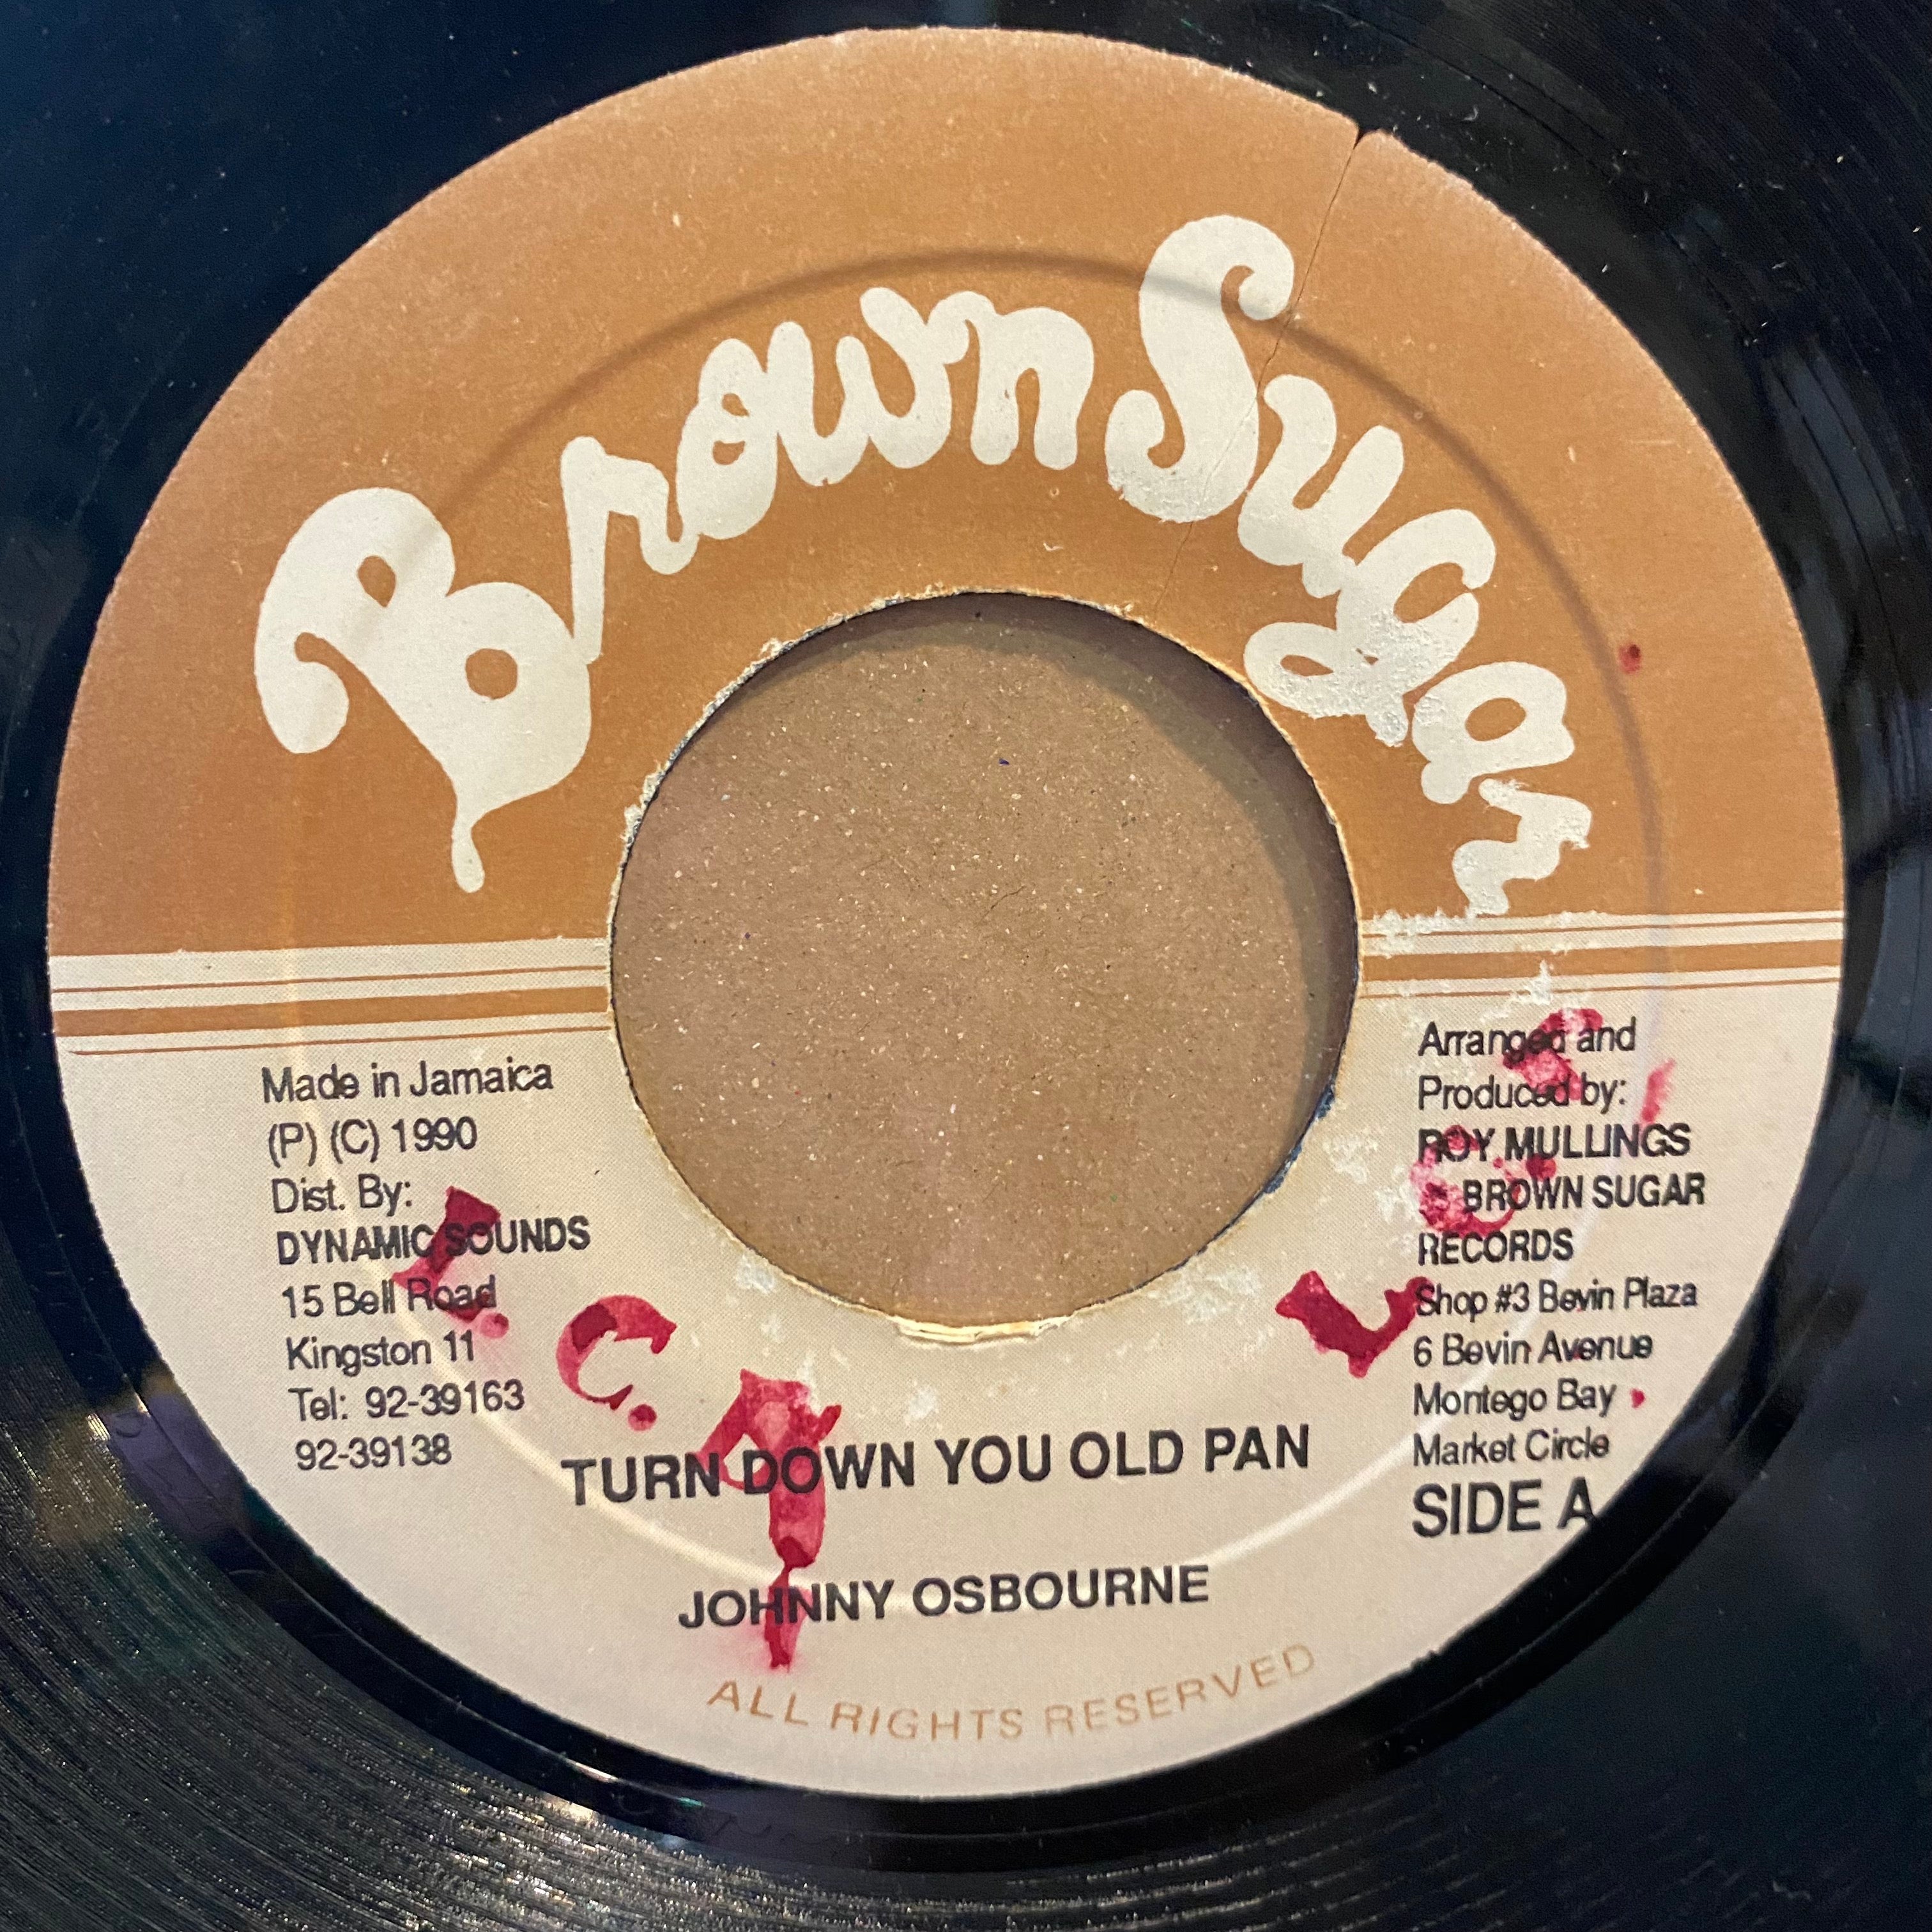 Brown Sugar
Made in Jamaica
(P) (C) 1990
Dist. By:
DYNAMIC SOUNDS
15 Bell Road
Kingston 11
Tel: 92-39163
92-39138
Arranged and
Produced by:
ROY MULLINGS
BROWN SUGAR
RECORDS
Shop #3 Bevin Plaza
6 Bevin Avenue
Montego Bay
Market Circle
SIDE A
TURN DOWN YOU OLD PAN
JOHNNY OSBOURNE
ALL RIGHTS RESERVED